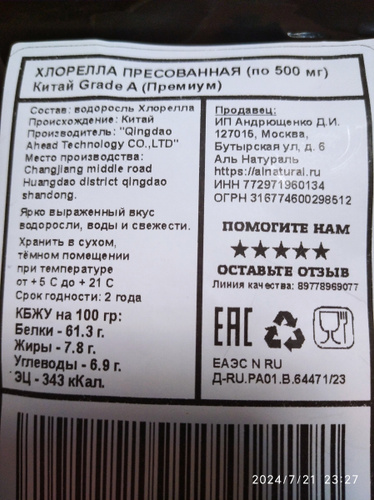 ХЛОРЕЛЛА ПРЕСОВАННАЯ (по 500 мг)
Китай Grade A (Премиум)
Состав: водоросль Хлорелла
Происхождение: Китай
Производитель: "Qingdao
Ahead Technology CO.,LTD"
Место производства:
Changjiang middle road
Huangdao district qingdao
shandong.
Ярко выраженный вкус
водоросли, воды и свежести.
Хранить в сухом,
тёмном помещении
при температуре
от +5 С до +21 С
Срок годности: 2 года
КБЖУ на 100 гр:
Белки - 61.3 г.
Жиры - 7.8 г.
Углеводы - 6.9 г.
ЭЦ - 343 кКал.
Продавец:
ИП Андрющенко Д.И.
127015, Москва,
Бутырская ул, д. 6
Аль Натураль
https://alnatural.ru
ИНН 772971960134
ОГРН 316774600298512
ПОМОГИТЕ НАМ
★★★★★
ОСТАВЬТЕ ОТЗЫВ
Линия качества: 89778969077
ЕАС
ЕАЭС N RU
Д-RU.РА01.В.64471/23
2024/7/21 23:27